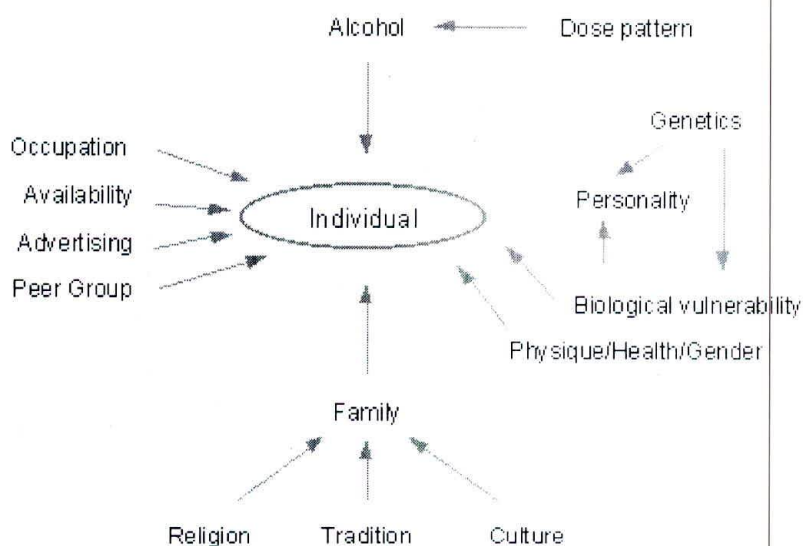 Alcohol Dose pattern
Genetics
Occupation
Availability
Personality
Individual
Advertising
Peer Group
Biological vulnerability
Physique/Health/Gender
Family
Religion Tradition Culture